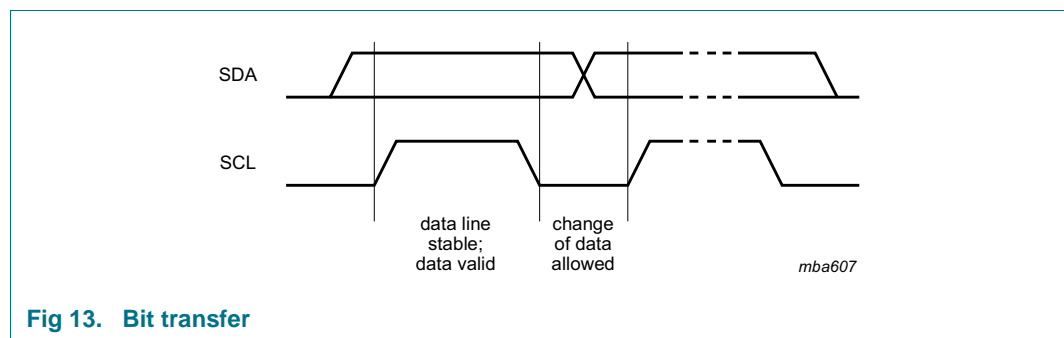 SDA
SCL
data line
stable;
data valid
change
of data
allowed
mba607
Fig 13. Bit transfer